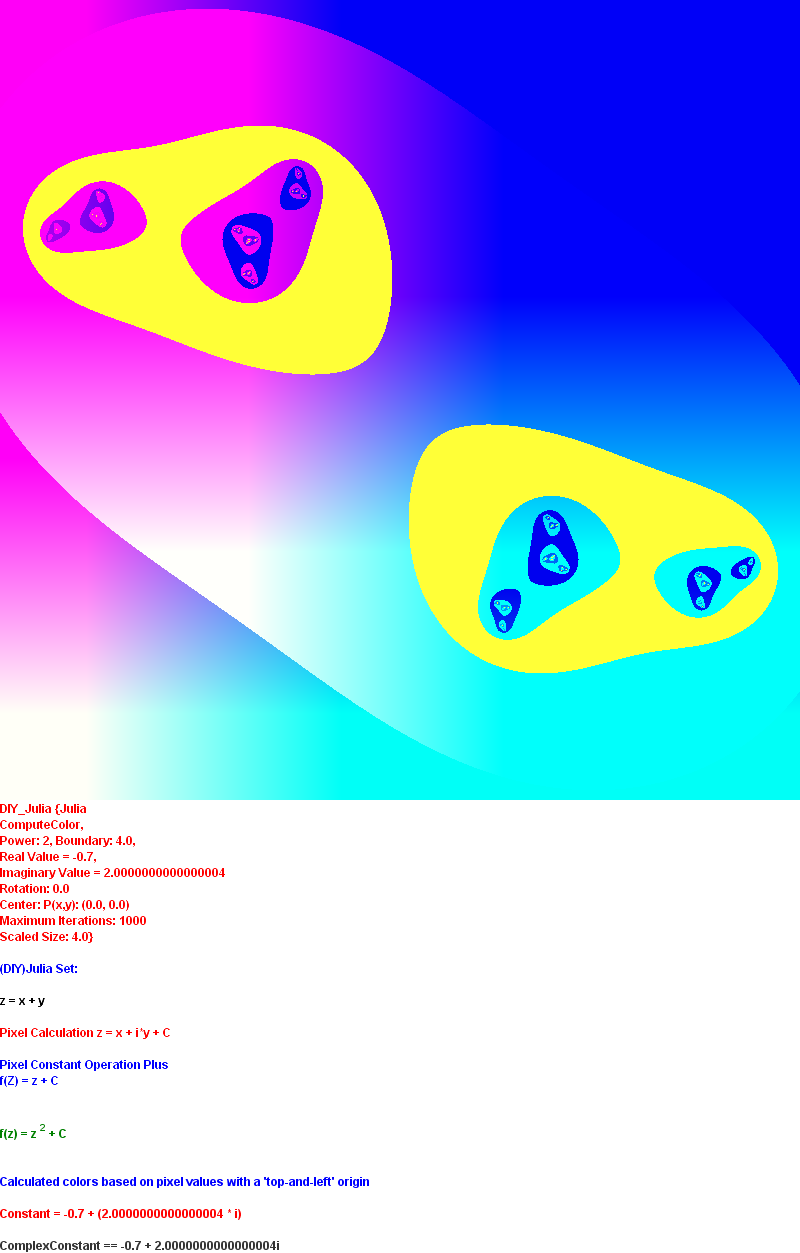 DIY_Julia {Julia
ComputeColor,
Power: 2, Boundary: 4.0,
Real Value = -0.7,
Imaginary Value = 2.0000000000000004
Rotation: 0.0
Center: P(x,y): (0.0, 0.0)
Maximum Iterations: 1000
Scaled Size: 4.0}
(DIY)Julia Set:
z = x + y
Pixel Calculation z = x + i*y + C
Pixel Constant Operation Plus
f(Z) = z + C
f(z) = z 2 + C
Calculated colors based on pixel values with a 'top-and-left' origin
Constant = -0.7 + (2.0000000000000004 * i)
ComplexConstant == -0.7 + 2.0000000000000004i